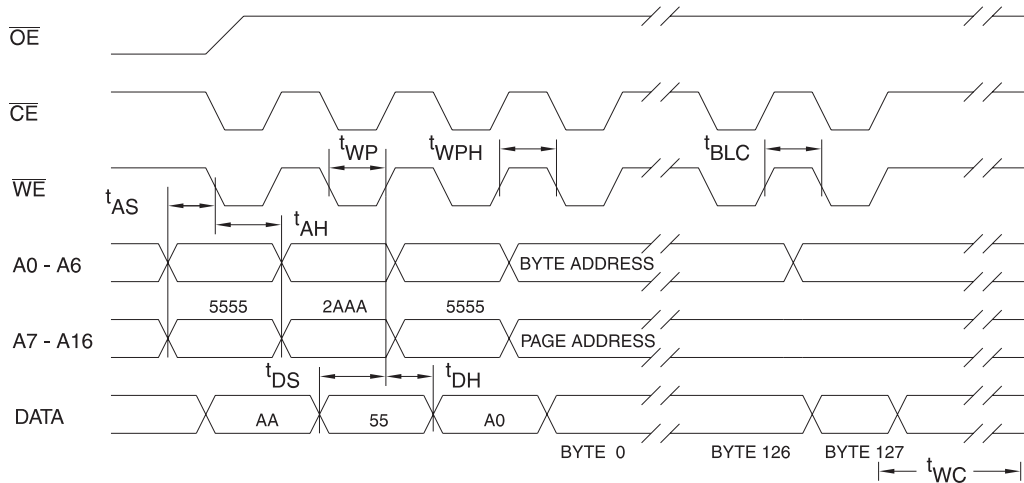 OE
CE
tWP
tWPH
tBLC
WE
tAS
tAH
A0 - A6
BYTE ADDRESS
5555
2AAA
5555
A7 - A16
PAGE ADDRESS
tDS
tDH
DATA
AA
55
A0
BYTE 0
BYTE 126
BYTE 127
tWC